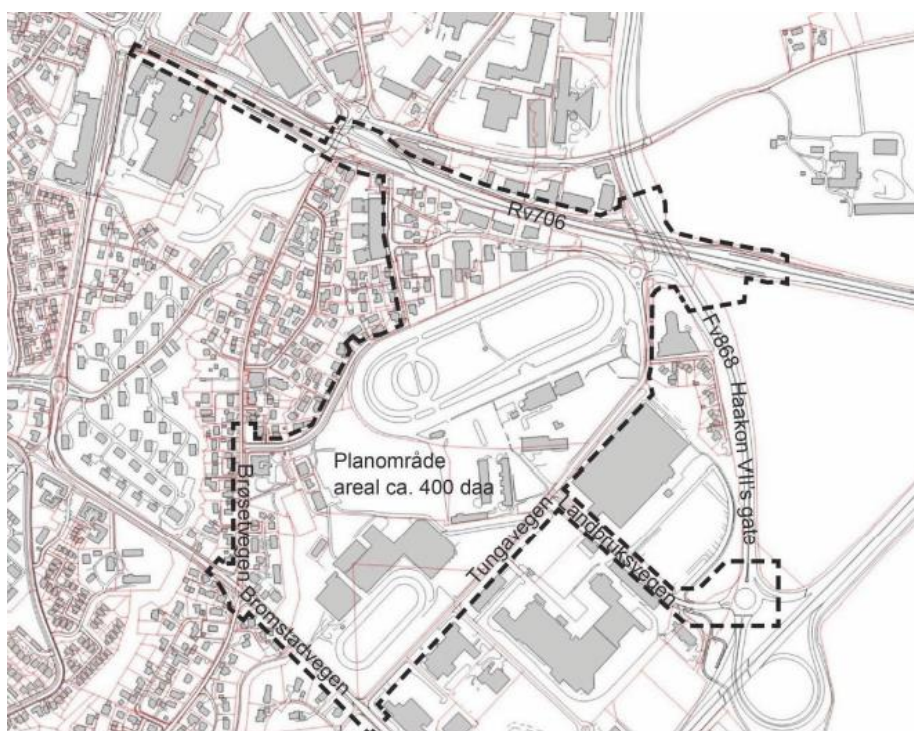 Rv706
Fv868 Haakon VII's gate
Planområde
areal ca. 400 daa
Brøsetvegen
Tungavegen
Landbruksvegen
Bromstadvegen